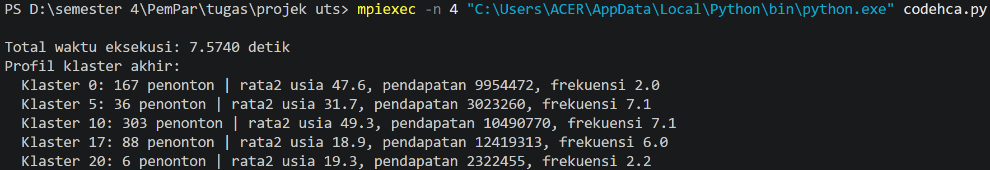 PS D:\semester 4\PemPar\tugas\projek uts> mpiexec -n 4 "C:\Users\ACER\AppData\Local\Python\bin\python.exe" codehca.py
Total waktu eksekusi: 7.5740 detik
Profil klaster akhir:
Klaster 0: 167 penonton | rata2 usia 47.6, pendapatan 9954472, frekuensi 2.0
Klaster 5: 36 penonton | rata2 usia 31.7, pendapatan 3023260, frekuensi 7.1
Klaster 10: 303 penonton | rata2 usia 49.3, pendapatan 10490770, frekuensi 7.1
Klaster 17: 88 penonton | rata2 usia 18.9, pendapatan 12419313, frekuensi 6.0
Klaster 20: 6 penonton | rata2 usia 19.3, pendapatan 2322455, frekuensi 2.2